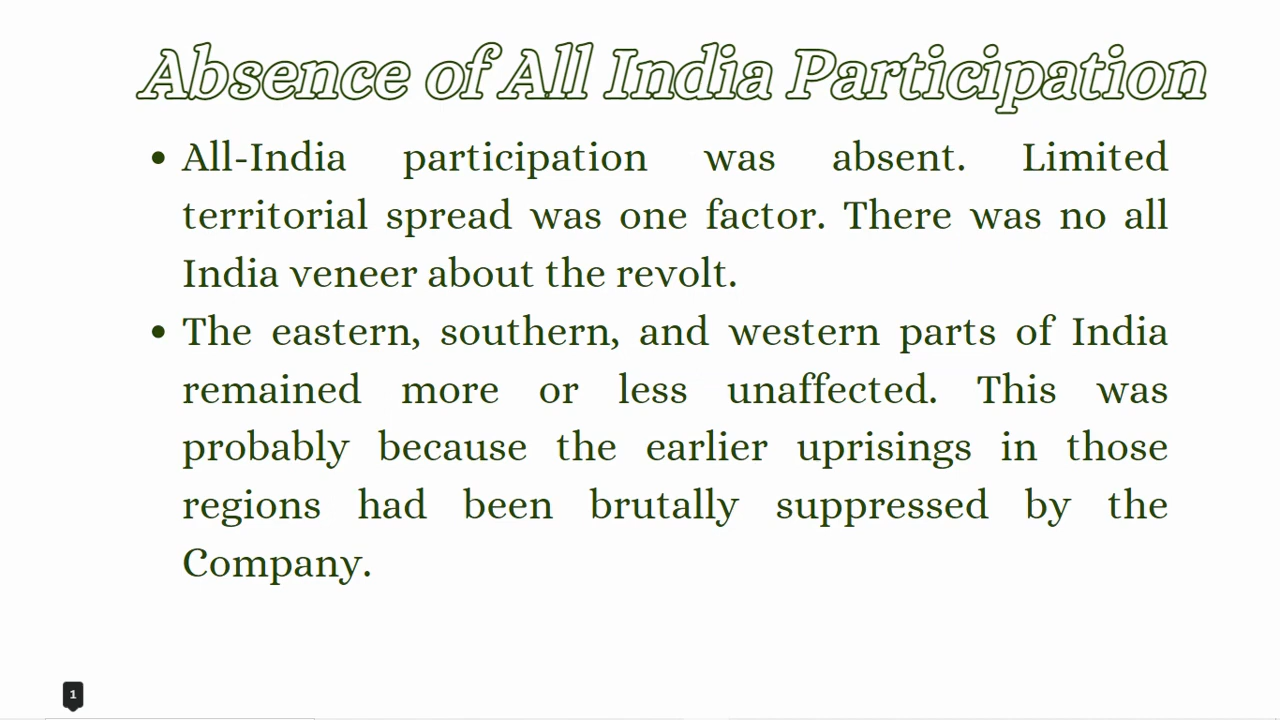 Absence of All India Participation
• All-India participation was absent. Limited
territorial spread was one factor. There was no all
India veneer about the revolt.
• The eastern, southern, and western parts of India
remained more or less unaffected. This was
probably because the earlier uprisings in those
regions had been brutally suppressed by the
Company.
1